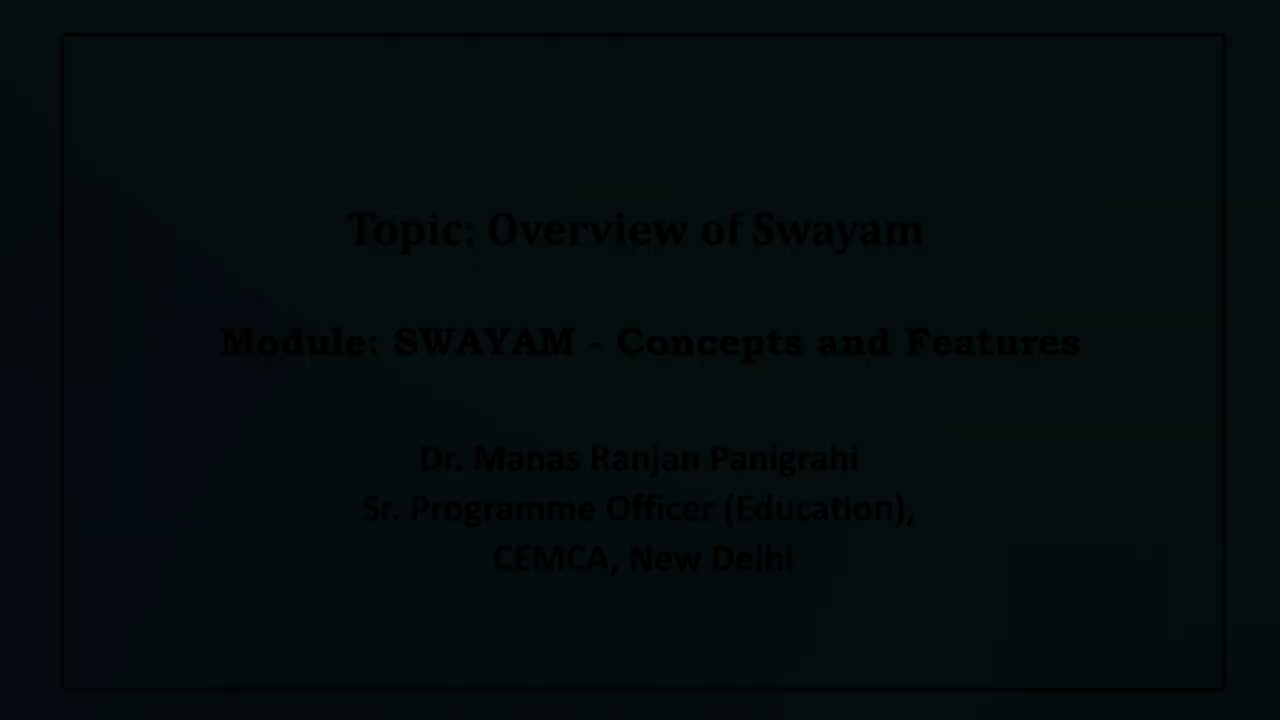 Topic: Overview of Swayam
Module: SWAYAM - Concepts and Features
Dr. Manas Ranjan Panigrahi
Sr. Programme Officer (Education),
CEMCA, New Delhi